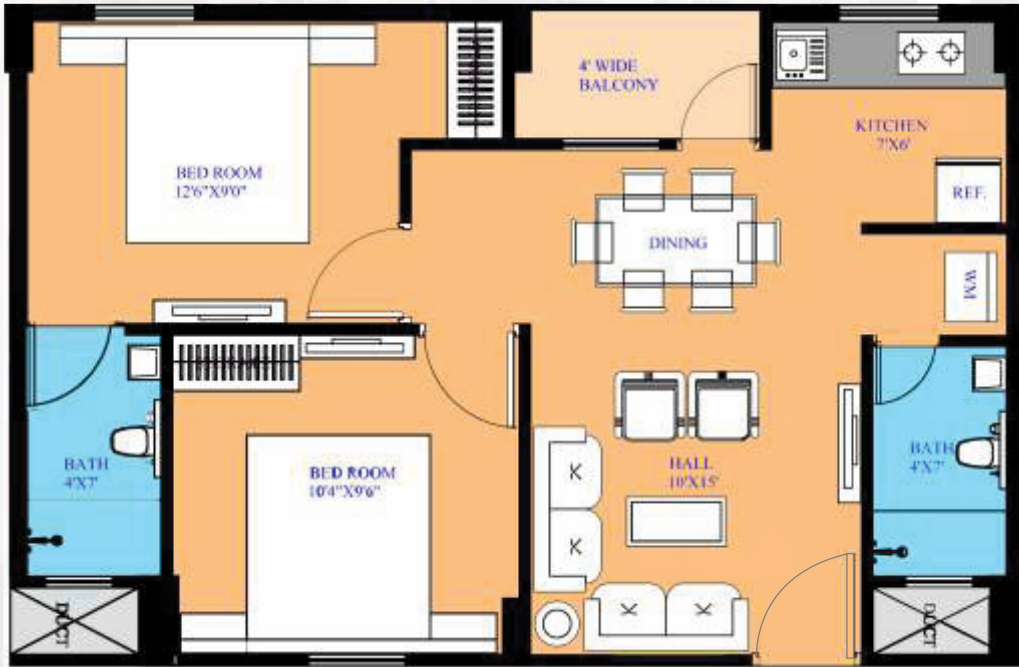 4' WIDE
BALCONY
KITCHEN
7'X6'
BED ROOM
12'6"X9'0"
REF.
DINING
WM
BATH
4'X7'
BED ROOM
10'4"X9'6"
HALL
10'X15'
BATH
4'X7'
DUCT
DUCT